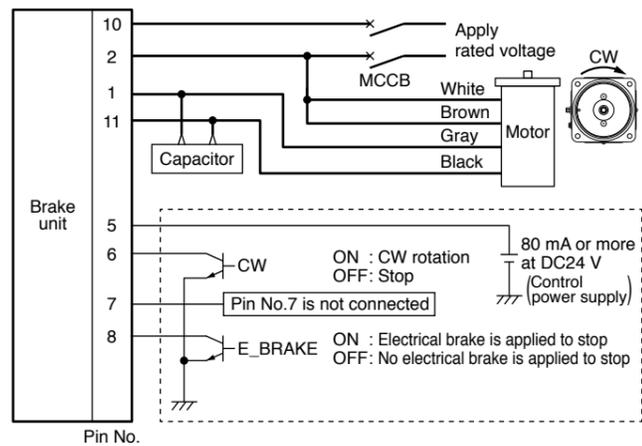 10
Apply
rated voltage
2
MCCB
CW
1
White
Brown
11
Gray
Motor
Capacitor
Black
Brake
unit
5
80 mA or more
at DC24 V
(Control
power supply)
6
CW
ON : CW rotation
OFF: Stop
7
Pin No.7 is not connected
8
E_BRAKE
ON : Electrical brake is applied to stop
OFF: No electrical brake is applied to stop
Pin No.